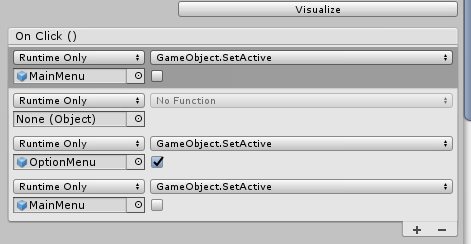 Visualize
On Click ()
Runtime Only GameObject.SetActive
MainMenu
Runtime Only No Function
None (Object)
Runtime Only GameObject.SetActive
OptionMenu
Runtime Only GameObject.SetActive
MainMenu